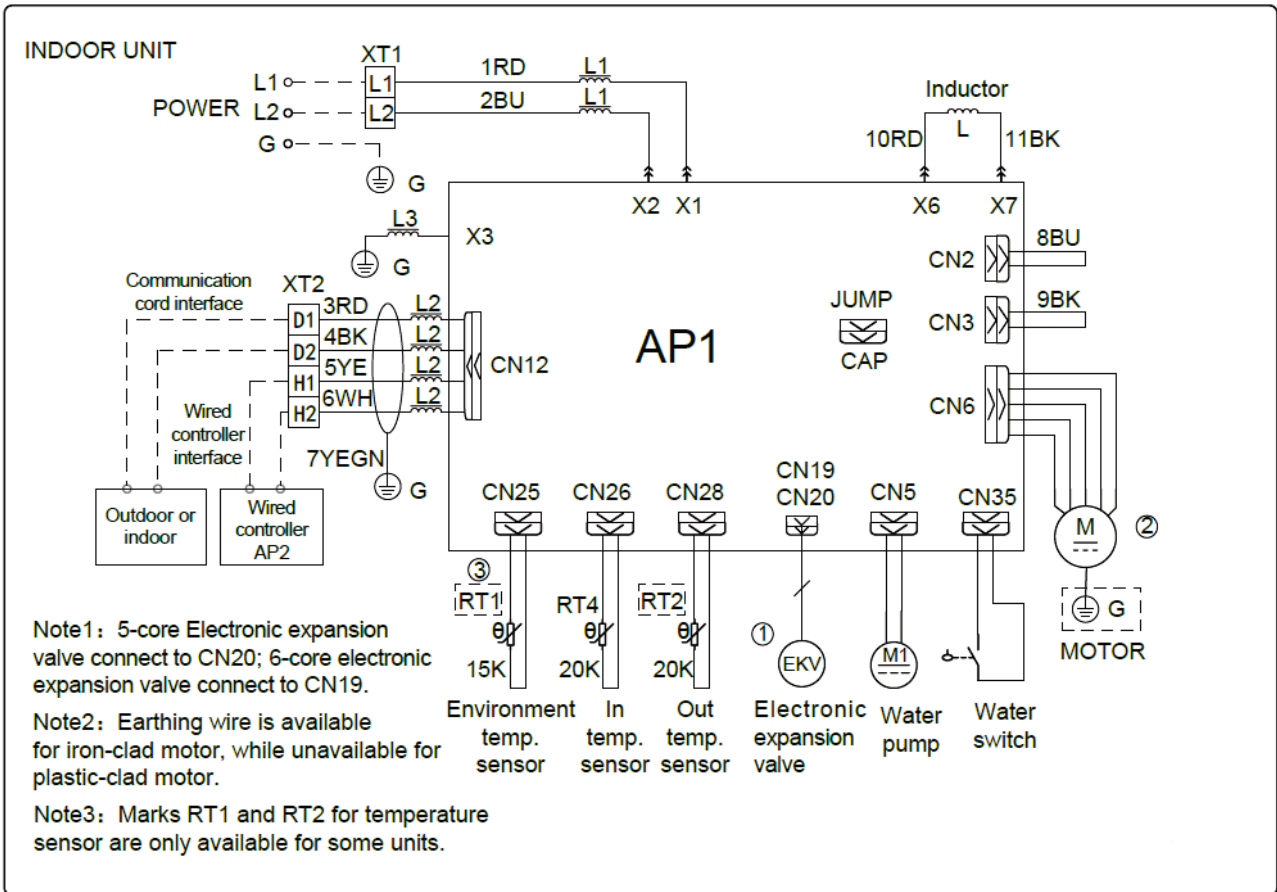 INDOOR UNIT
XT1
L1
L1
1RD
L1
POWER
L2
L2
2BU
L1
G
G
Inductor
L
10RD
11BK
X2
X1
X6
X7
L3
X3
G
CN2
8BU
CN3
9BK
JUMP
CAP
AP1
CN6
Communication
cord interface
XT2
D1
3RD
L2
D2
4BK
L2
H1
5YE
L2
H2
6WH
L2
CN12
Wired
controller
interface
7YEGN
G
Outdoor or
indoor
Wired
controller
AP2
CN25
CN26
CN28
CN19
CN20
CN5
CN35
M
②
G
MOTOR
③
RT1
θ
15K
Environment
temp.
sensor
RT4
θ
20K
In
temp.
sensor
RT2
θ
20K
Out
temp.
sensor
①
EKV
Electronic
expansion
valve
M1
Water
pump
Water
switch
Note1: 5-core Electronic expansion
valve connect to CN20; 6-core electronic
expansion valve connect to CN19.
Note2: Earthing wire is available
for iron-clad motor, while unavailable for
plastic-clad motor.
Note3: Marks RT1 and RT2 for temperature
sensor are only available for some units.